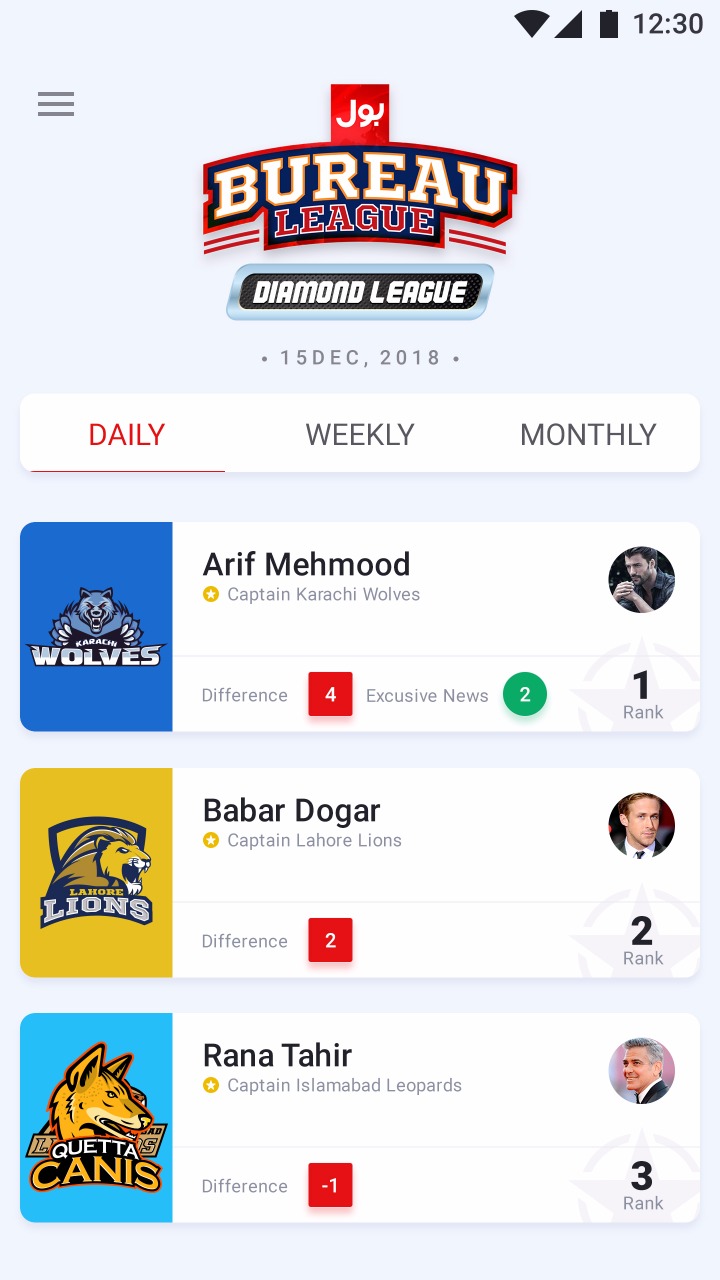 12:30
بول
BUREAU
LEAGUE
DIAMOND LEAGUE
• 15DEC, 2018 •
DAILY WEEKLY MONTHLY
Arif Mehmood
Captain Karachi Wolves
KARACHI
WOLVES
Difference 4 Excusive News 2
1
Rank
Babar Dogar
Captain Lahore Lions
LAHORE
LIONS
Difference 2
2
Rank
Rana Tahir
Captain Islamabad Leopards
QUETTA
CANIS
Difference -1
3
Rank